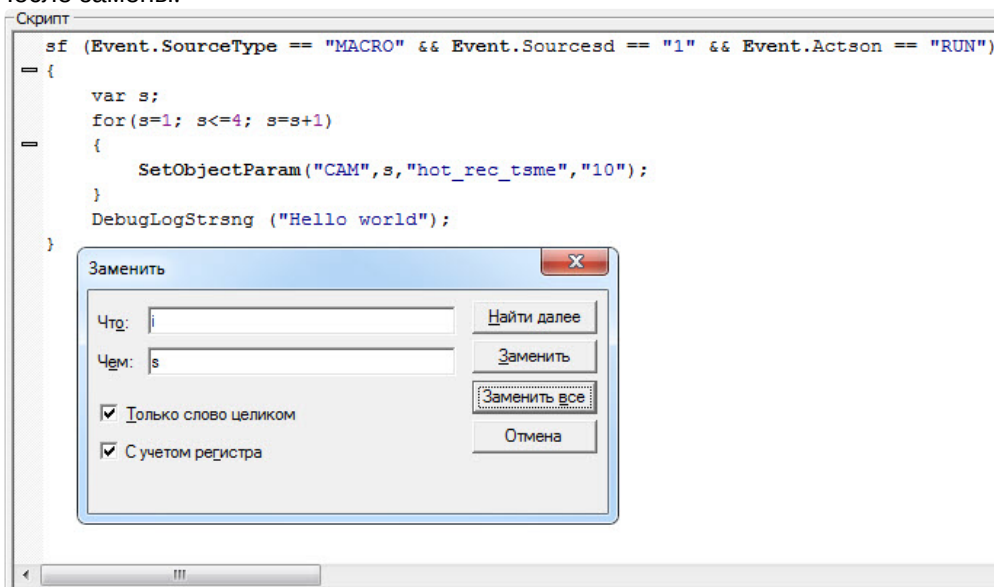 после замены:
Скрипт
sf (Event.SourceType == "MACRO" && Event.Sourcesd == "1" && Event.Actson == "RUN")
{
var s;
for(s=1; s<=4; s=s+1)
{
SetObjectParam("CAM",s,"hot_rec_tsme","10");
}
DebugLogStrsng ("Hello world");
}
Заменить
Что: i
Найти далее
Чем: s
Заменить
Заменить все
Только слово целиком
Отмена
С учетом регистра